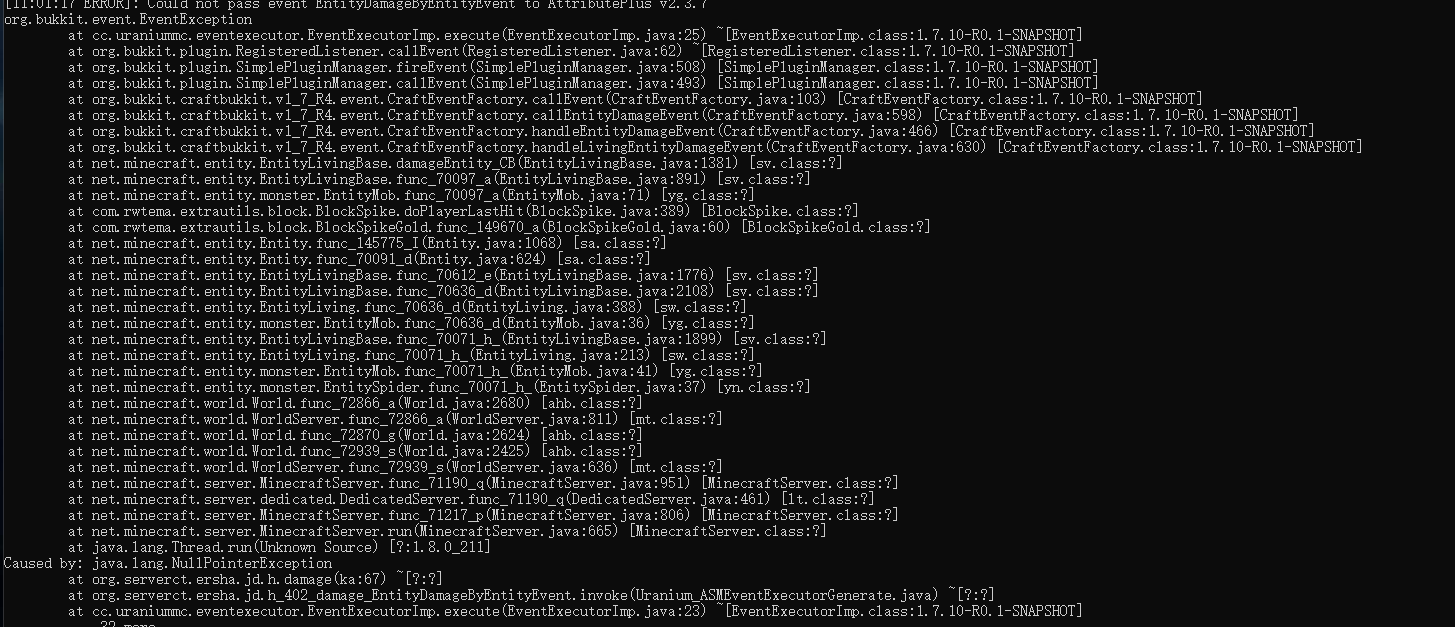 [11:01:17 ERROR]: Could not pass event EntityDamageByEntityEvent to AttributePlus v2.3.7
org.bukkit.event.EventException
at cc.uraniummc.eventexecutor.EventExecutorImp.execute(EventExecutorImp.java:25) ~[EventExecutorImp.class:1.7.10-R0.1-SNAPSHOT]
at org.bukkit.plugin.RegisteredListener.callEvent(RegisteredListener.java:62) ~[RegisteredListener.class:1.7.10-R0.1-SNAPSHOT]
at org.bukkit.plugin.SimplePluginManager.fireEvent(SimplePluginManager.java:508) [SimplePluginManager.class:1.7.10-R0.1-SNAPSHOT]
at org.bukkit.plugin.SimplePluginManager.callEvent(SimplePluginManager.java:493) [SimplePluginManager.class:1.7.10-R0.1-SNAPSHOT]
at org.bukkit.craftbukkit.v1_7_R4.event.CraftEventFactory.callEvent(CraftEventFactory.java:103) [CraftEventFactory.class:1.7.10-R0.1-SNAPSHOT]
at org.bukkit.craftbukkit.v1_7_R4.event.CraftEventFactory.callEntityDamageEvent(CraftEventFactory.java:598) [CraftEventFactory.class:1.7.10-R0.1-SNAPSHOT]
at org.bukkit.craftbukkit.v1_7_R4.event.CraftEventFactory.handleEntityDamageEvent(CraftEventFactory.java:466) [CraftEventFactory.class:1.7.10-R0.1-SNAPSHOT]
at org.bukkit.craftbukkit.v1_7_R4.event.CraftEventFactory.handleLivingEntityDamageEvent(CraftEventFactory.java:630) [CraftEventFactory.class:1.7.10-R0.1-SNAPSHOT]
at net.minecraft.entity.EntityLivingBase.damageEntity_CB(EntityLivingBase.java:1381) [sv.class:?]
at net.minecraft.entity.EntityLivingBase.func_70097_a(EntityLivingBase.java:891) [sv.class:?]
at net.minecraft.entity.monster.EntityMob.func_70097_a(EntityMob.java:71) [yg.class:?]
at com.rwtema.extrautils.block.BlockSpike.doPlayerLastHit(BlockSpike.java:389) [BlockSpike.class:?]
at com.rwtema.extrautils.block.BlockSpikeGold.func_149670_a(BlockSpikeGold.java:60) [BlockSpikeGold.class:?]
at net.minecraft.entity.Entity.func_145775_I(Entity.java:1068) [sa.class:?]
at net.minecraft.entity.Entity.func_70091_d(Entity.java:624) [sa.class:?]
at net.minecraft.entity.EntityLivingBase.func_70612_e(EntityLivingBase.java:1776) [sv.class:?]
at net.minecraft.entity.EntityLivingBase.func_70636_d(EntityLivingBase.java:2108) [sv.class:?]
at net.minecraft.entity.EntityLiving.func_70636_d(EntityLiving.java:388) [sw.class:?]
at net.minecraft.entity.monster.EntityMob.func_70636_d(EntityMob.java:36) [yg.class:?]
at net.minecraft.entity.EntityLivingBase.func_70071_h_(EntityLivingBase.java:1899) [sv.class:?]
at net.minecraft.entity.EntityLiving.func_70071_h_(EntityLiving.java:213) [sw.class:?]
at net.minecraft.entity.monster.EntityMob.func_70071_h_(EntityMob.java:41) [yg.class:?]
at net.minecraft.entity.monster.EntitySpider.func_70071_h_(EntitySpider.java:37) [yn.class:?]
at net.minecraft.world.World.func_72866_a(World.java:2680) [ahb.class:?]
at net.minecraft.world.WorldServer.func_72866_a(WorldServer.java:811) [mt.class:?]
at net.minecraft.world.World.func_72870_g(World.java:2624) [ahb.class:?]
at net.minecraft.world.World.func_72939_s(World.java:2425) [ahb.class:?]
at net.minecraft.world.WorldServer.func_72939_s(WorldServer.java:636) [mt.class:?]
at net.minecraft.server.MinecraftServer.func_71190_q(MinecraftServer.java:951) [MinecraftServer.class:?]
at net.minecraft.server.dedicated.DedicatedServer.func_71190_q(DedicatedServer.java:461) [lt.class:?]
at net.minecraft.server.MinecraftServer.func_71217_p(MinecraftServer.java:806) [MinecraftServer.class:?]
at net.minecraft.server.MinecraftServer.run(MinecraftServer.java:665) [MinecraftServer.class:?]
at java.lang.Thread.run(Unknown Source) [?:1.8.0_211]
Caused by: java.lang.NullPointerException
at org.serverct.ersha.jd.h.damage(ka:67) ~[?:?]
at org.serverct.ersha.jd.h_402_damage_EntityDamageByEntityEvent.invoke(Uranium_ASMEventExecutorGenerate.java) ~[?:?]
at cc.uraniummc.eventexecutor.EventExecutorImp.execute(EventExecutorImp.java:23) ~[EventExecutorImp.class:1.7.10-R0.1-SNAPSHOT]
32 more